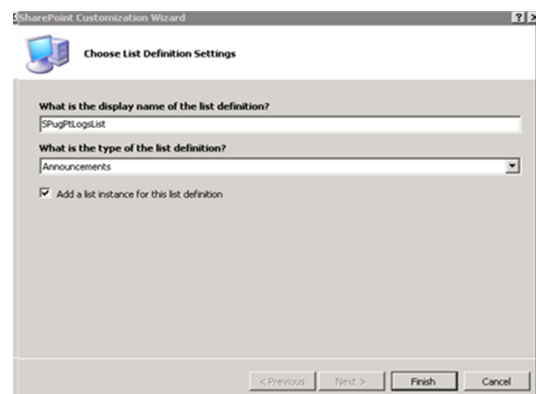 SharePoint Customization Wizard
Choose List Definition Settings
What is the display name of the list definition?
SPugPtLogsList
What is the type of the list definition?
Announcements
Add a list instance for this list definition
< Previous Next > Finish Cancel